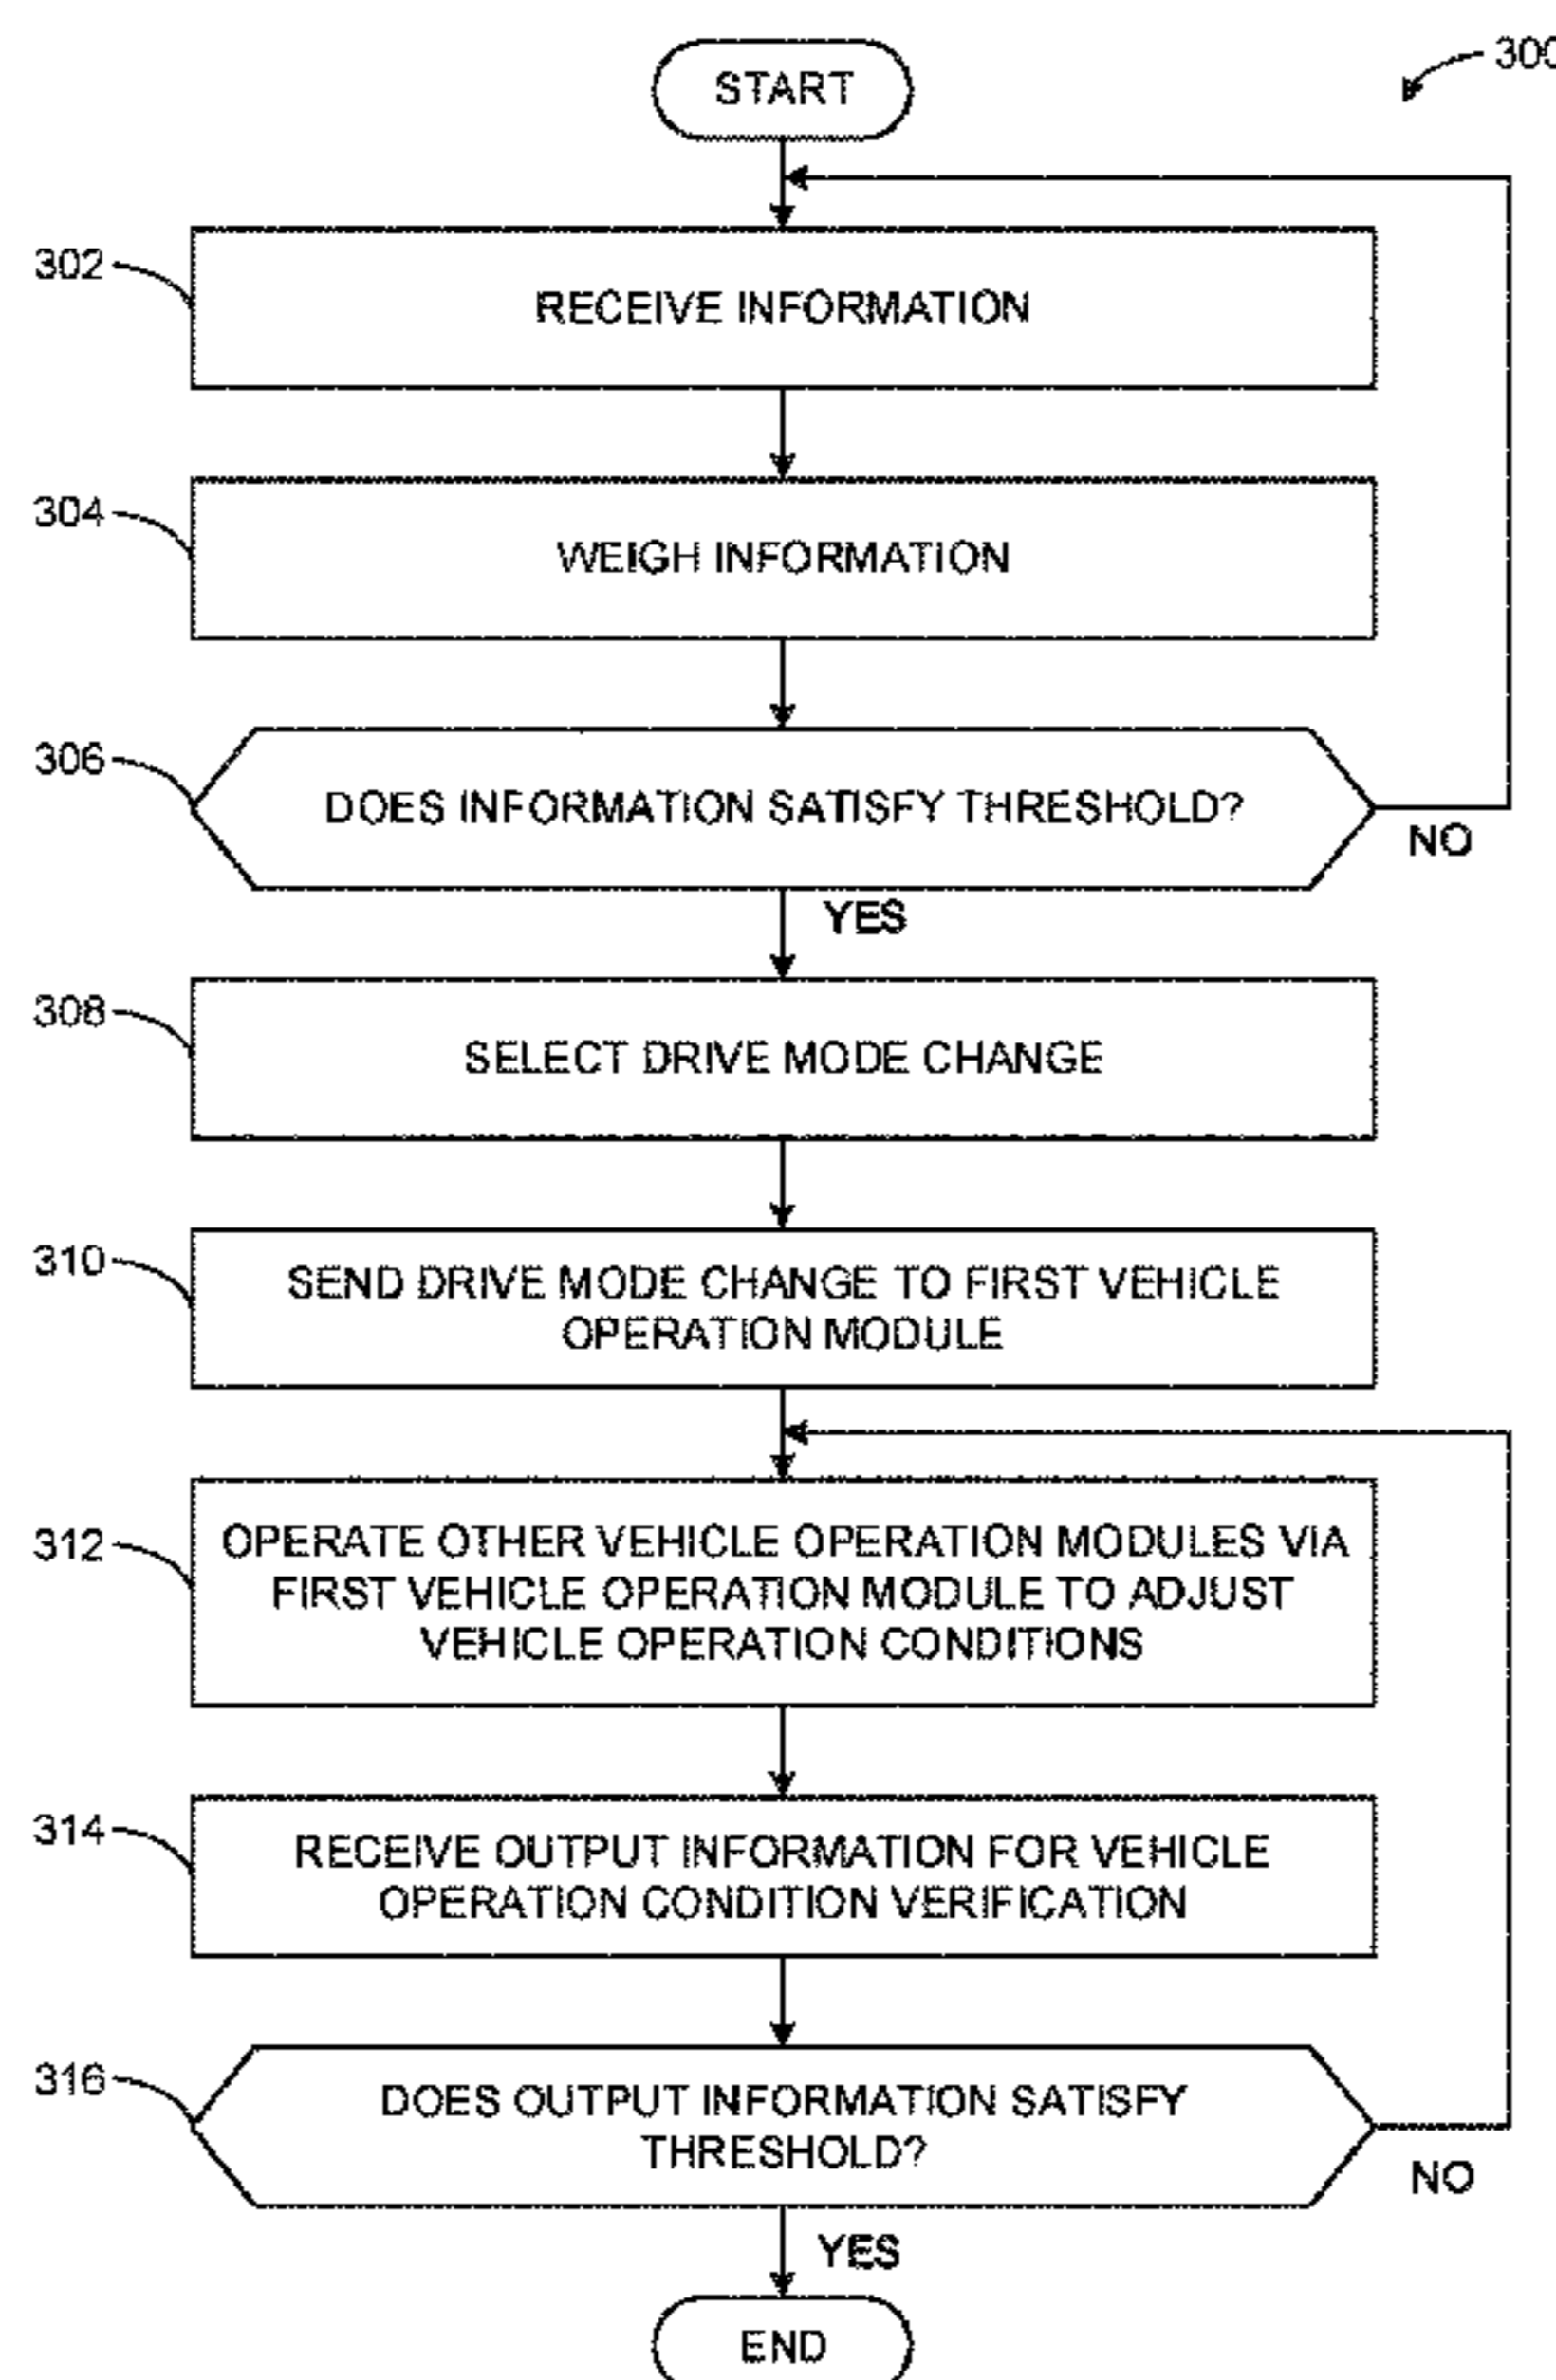 START
300
302
RECEIVE INFORMATION
304
WEIGH INFORMATION
306
DOES INFORMATION SATISFY THRESHOLD?
NO
YES
308
SELECT DRIVE MODE CHANGE
310
SEND DRIVE MODE CHANGE TO FIRST VEHICLE
OPERATION MODULE
312
OPERATE OTHER VEHICLE OPERATION MODULES VIA
FIRST VEHICLE OPERATION MODULE TO ADJUST
VEHICLE OPERATION CONDITIONS
314
RECEIVE OUTPUT INFORMATION FOR VEHICLE
OPERATION CONDITION VERIFICATION
316
DOES OUTPUT INFORMATION SATISFY
THRESHOLD?
NO
YES
END